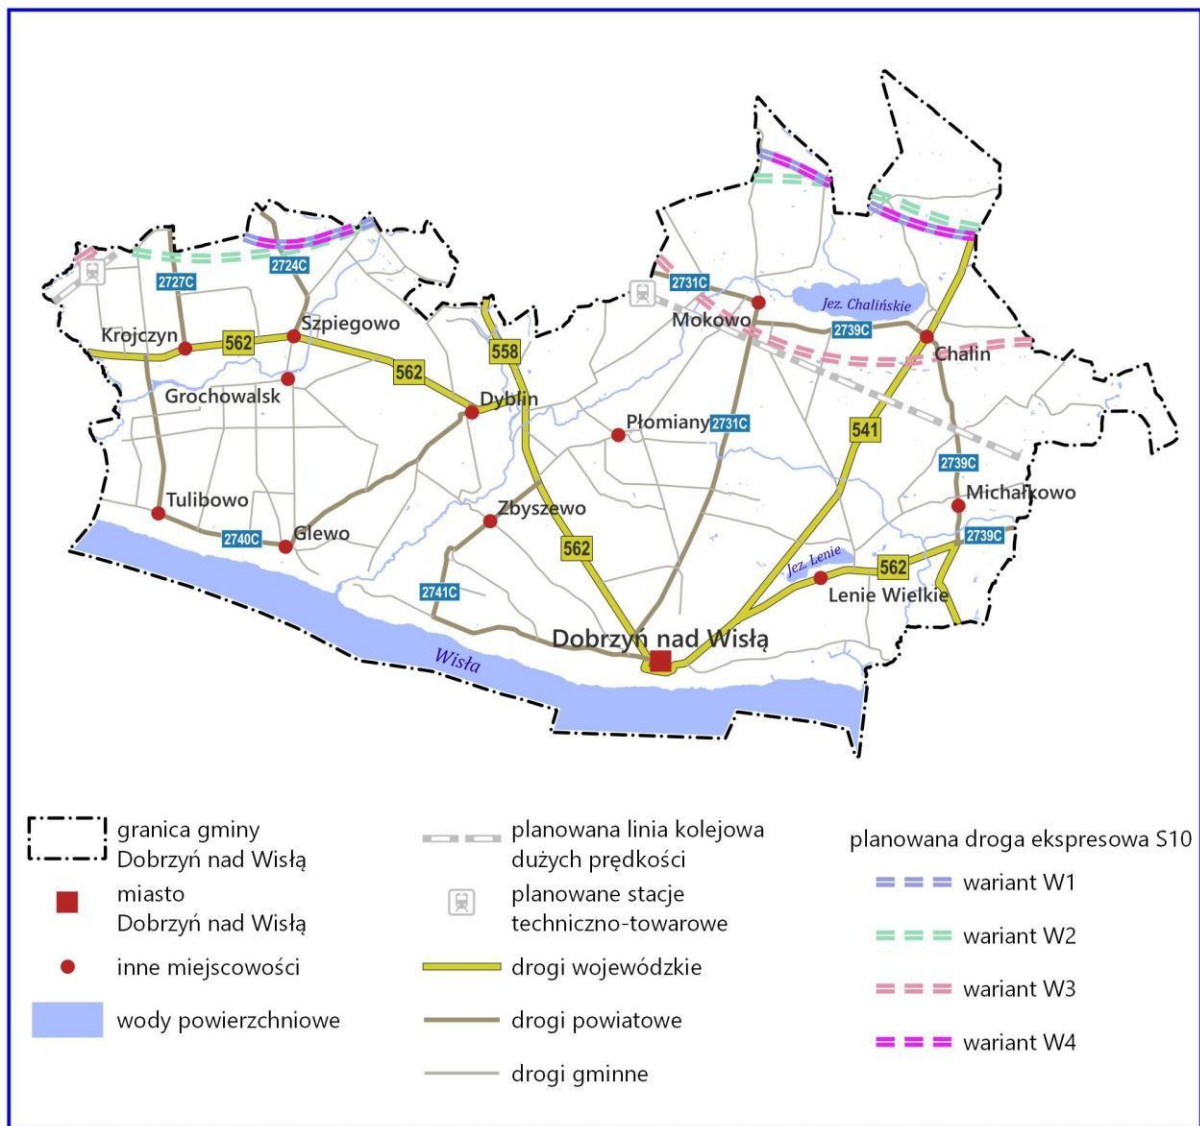 2731C
2724C
2727C
Jez. Chalińskie
Mokowo
2739C
Szpiegowo
Krojczyn
562
558
Chalin
562
Grochowalsk
Dyblin
Płomiany
2731C
541
2739C
Michałkowo
Tulibowo
Zbyszewo
Glewo
2740C
562
2739C
Jez. Lenie
562
2741C
Lenie Wielkie
Dobrzyń nad Wisłą
Wisła
granica gminy
Dobrzyń nad Wisłą
miasto
Dobrzyń nad Wisłą
inne miejscowości
wody powierzchniowe
planowana linia kolejowa
dużych prędkości
planowane stacje
techniczno-towarowe
drogi wojewódzkie
drogi powiatowe
drogi gminne
planowana droga ekspresowa S10
wariant W1
wariant W2
wariant W3
wariant W4